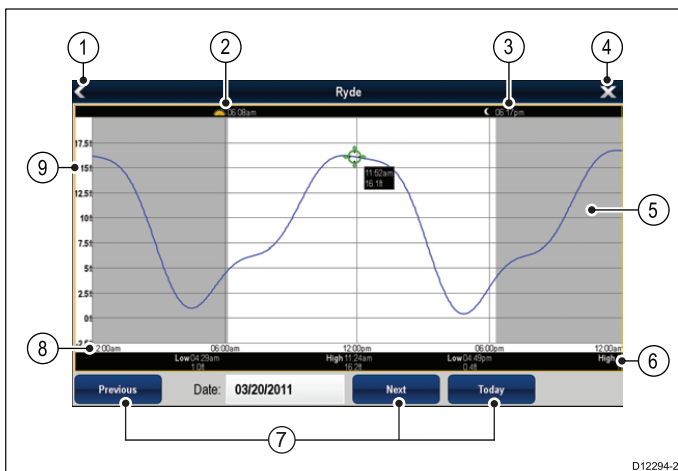 1 2 3 4
Ryde
06:08am 06:17pm
17.5ft
15ft
12.5ft
10ft
7.5ft
5ft
2.5ft
0ft
11:52am
16.1ft
9
5
8
6
2:00am 06:00am 12:00pm 06:00pm 12:00am
Low 04:29am High 11:24am Low 04:49pm High
1.0ft 16.2ft 0.4ft
Previous Date: 03/20/2011 Next Today
7
D12294-2